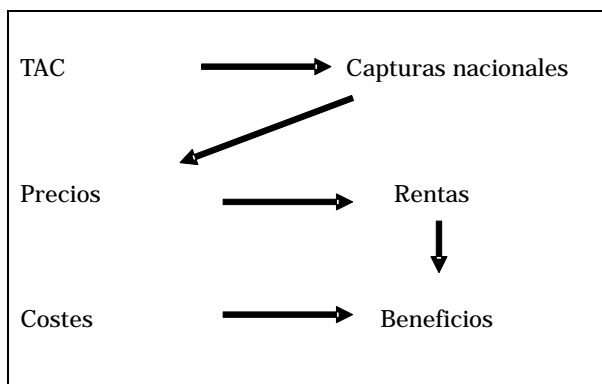 TAC
Capturas nacionales
Precios
Rentas
Costes
Beneficios